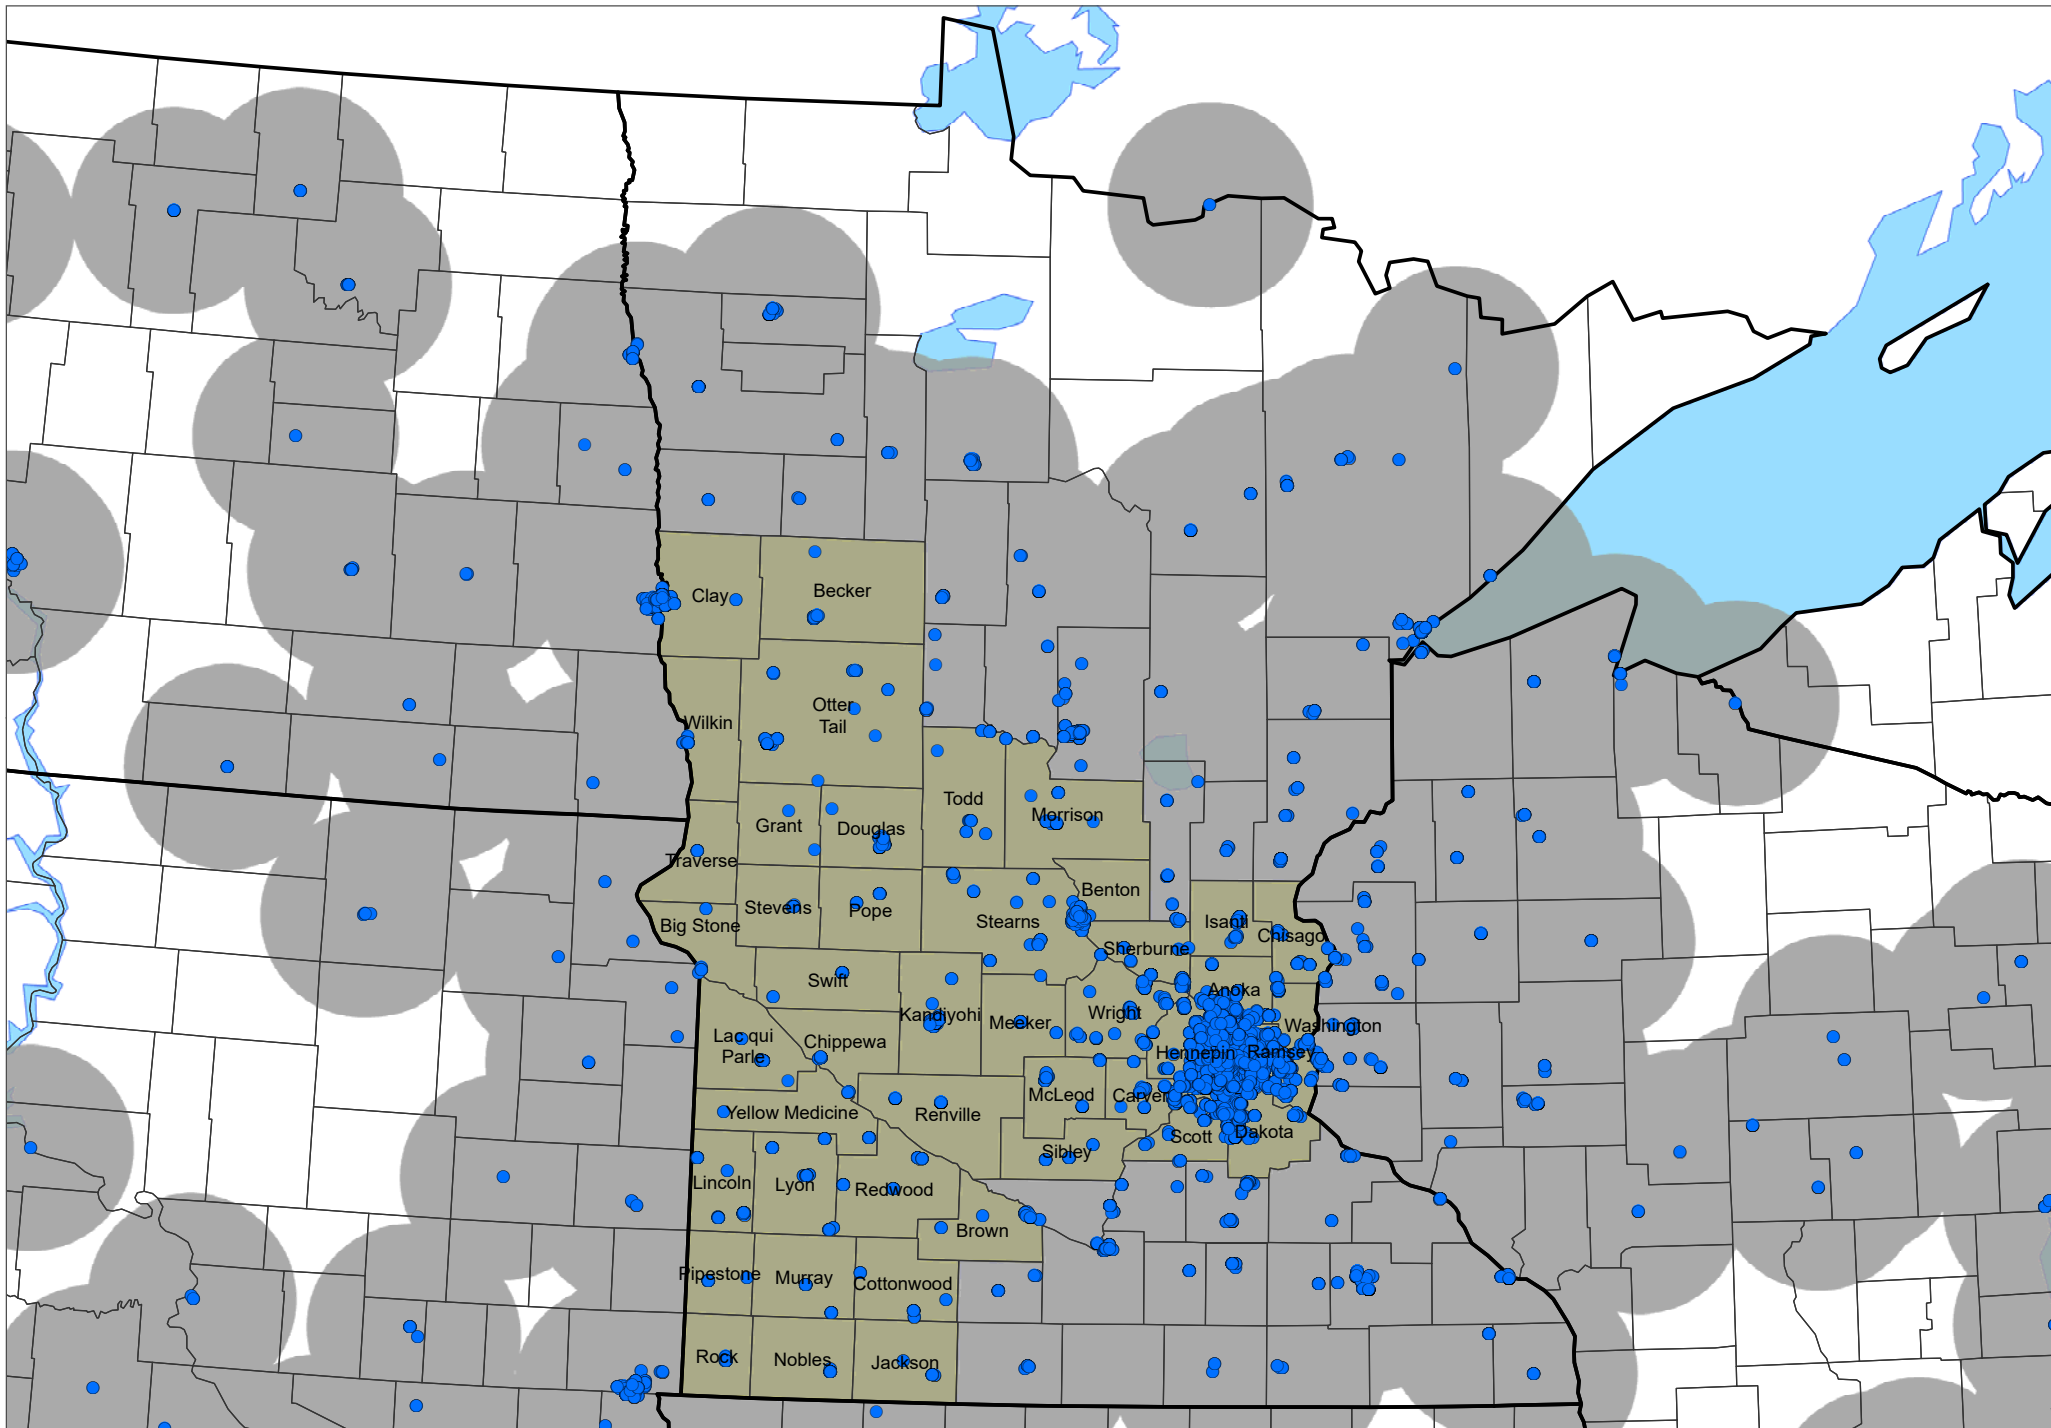 Clay
Becker
Otter
Tail
Wilkin
Todd
Morrison
Grant
Douglas
Traverse
Benton
Stevens
Pope
Stearns
Isanti
Big Stone
Chisago
Sherburne
Swift
Anoka
Kandiyohi
Meeker
Wright
Washington
Lac qui
Parle
Chippewa
Hennepin
Ramsey
McLeod
Carver
Yellow Medicine
Renville
Scott
Dakota
Sibley
Lincoln
Lyon
Redwood
Brown
Pipestone
Murray
Cottonwood
Rock
Nobles
Jackson